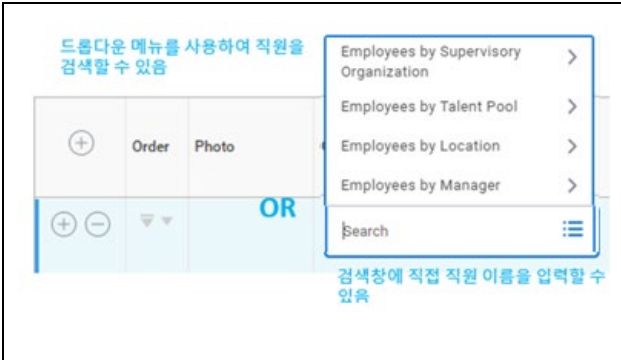 드롭다운 메뉴를 사용하여 직원을
검색할 수 있음
Employees by Supervisory
Organization
Employees by Talent Pool
Employees by Location
Employees by Manager
Order
Photo
OR
Search
검색창에 직접 직원 이름을 입력할 수
있음